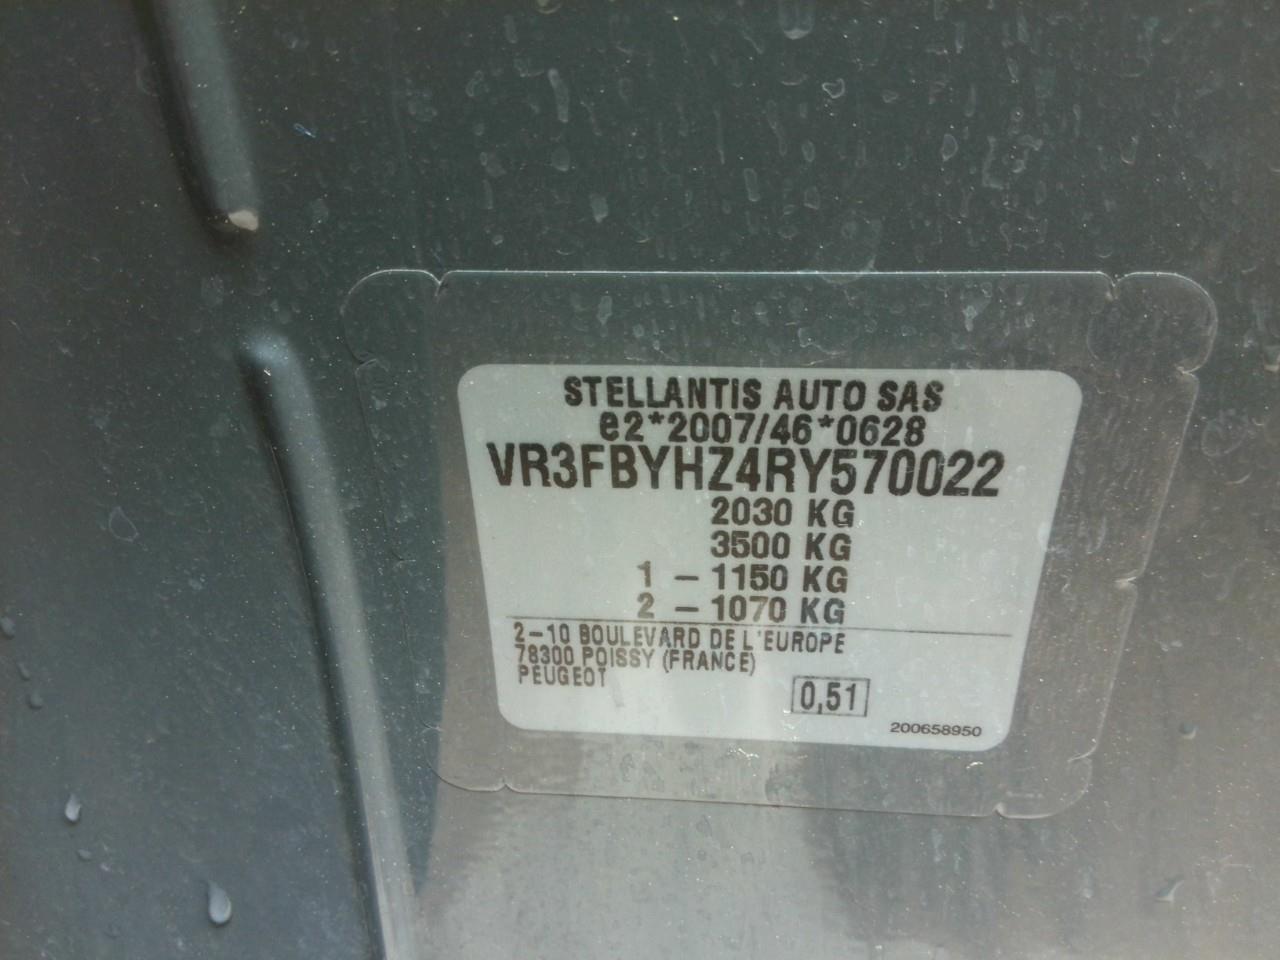 STELLANTIS AUTO SAS
e2*2007/46*0628
VR3FBYHZ4RY570022
2030 KG
3500 KG
1 - 1150 KG
2 - 1070 KG
2-10 BOULEVARD DE L'EUROPE
78300 POISSY (FRANCE)
PEUGEOT
0,51
200658950